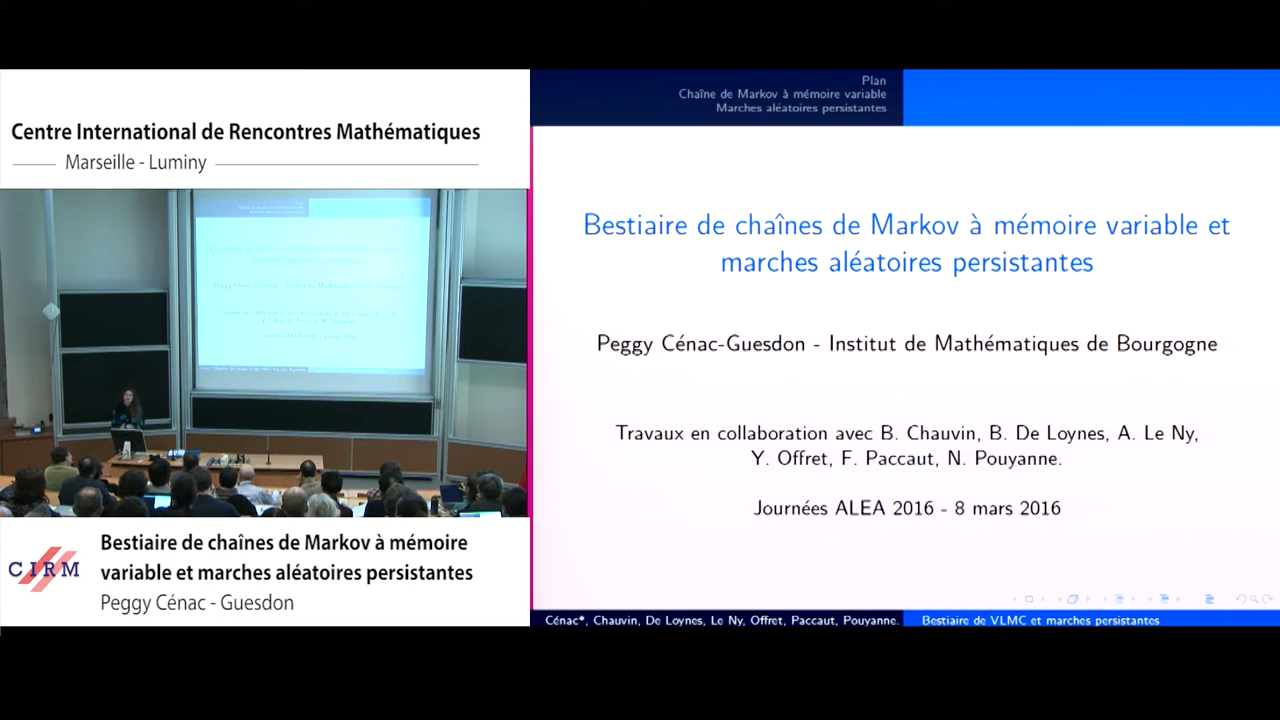 Centre International de Rencontres Mathématiques
Marseille - Luminy
CIRM
Bestiaire de chaînes de Markov à mémoire
variable et marches aléatoires persistantes
Peggy Cénac - Guesdon
Plan
Chaîne de Markov à mémoire variable
Marches aléatoires persistantes
Bestiaire de chaînes de Markov à mémoire variable et
marches aléatoires persistantes
Peggy Cénac-Guesdon - Institut de Mathématiques de Bourgogne
Travaux en collaboration avec B. Chauvin, B. De Loynes, A. Le Ny,
Y. Offret, F. Paccaut, N. Pouyanne.
Journées ALEA 2016 - 8 mars 2016
Cénac*, Chauvin, De Loynes, Le Ny, Offret, Paccaut, Pouyanne.
Bestiaire de VLMC et marches persistantes